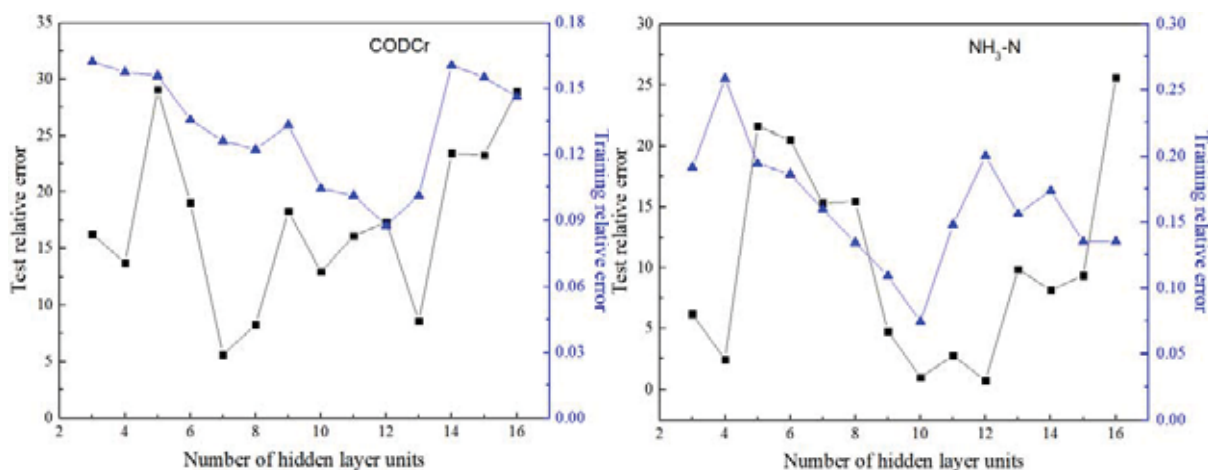 CODCr
35
30
25
20
15
10
5
0
Test relative error
0.18
0.15
0.12
0.09
0.06
0.03
0.00
Training relative error
2 4 6 8 10 12 14 16
Number of hidden layer units
NH₃-N
30
25
20
15
10
5
0
Test relative error
0.30
0.25
0.20
0.15
0.10
0.05
0.00
Training relative error
2 4 6 8 10 12 14 16
Number of hidden layer units